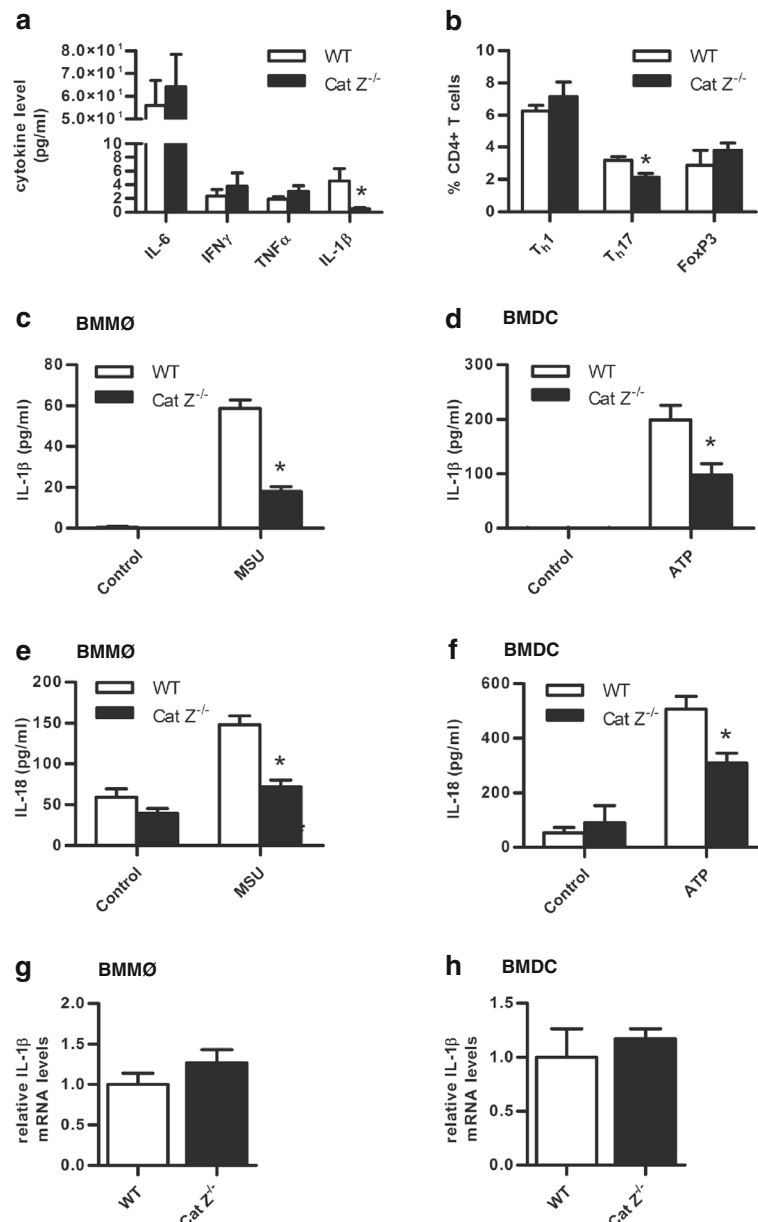 a
cytokine level
(pg/ml)
8.0×10¹
7.0×10¹
6.0×10¹
5.0×10¹
10
8
6
4
2
0
WT
Cat Z⁻/⁻
*
IL-6
IFNγ
TNFα
IL-1β
b
% CD4+ T cells
10
8
6
4
2
0
WT
Cat Z⁻/⁻
*
Tₕ1
Tₕ17
FoxP3
c
BMMØ
IL-1β (pg/ml)
80
60
40
20
0
WT
Cat Z⁻/⁻
*
Control
MSU
d
BMDC
IL-1β (pg/ml)
300
200
100
0
WT
Cat Z⁻/⁻
*
Control
ATP
e
BMMØ
IL-18 (pg/ml)
200
150
100
50
0
WT
Cat Z⁻/⁻
*
Control
MSU
f
BMDC
IL-18 (pg/ml)
600
400
200
0
WT
Cat Z⁻/⁻
*
Control
ATP
g
BMMØ
relative IL-1β
mRNA levels
2.0
1.5
1.0
0.5
0.0
WT
Cat Z⁻/⁻
h
BMDC
relative IL-1β
mRNA levels
1.5
1.0
0.5
0.0
WT
Cat Z⁻/⁻